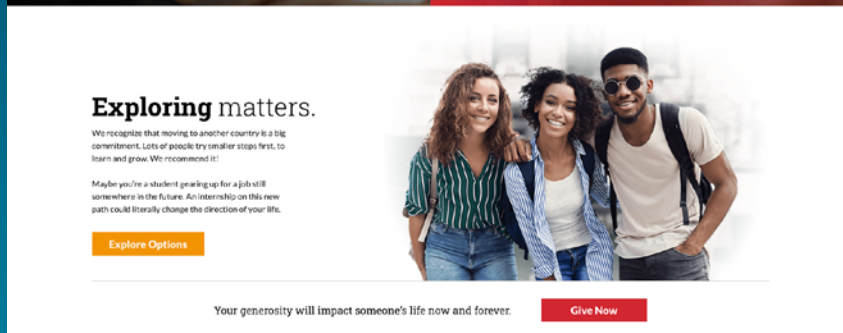 Exploring matters.
We recognize that moving to another country is a big
commitment. Lots of people try smaller steps first, to
learn and grow. We recommend it!
Maybe you're a student gearing up for a job still
somewhere in the future. An internship on this new
path could literally change the direction of your life.
Explore Options
Your generosity will impact someone's life now and forever.
Give Now